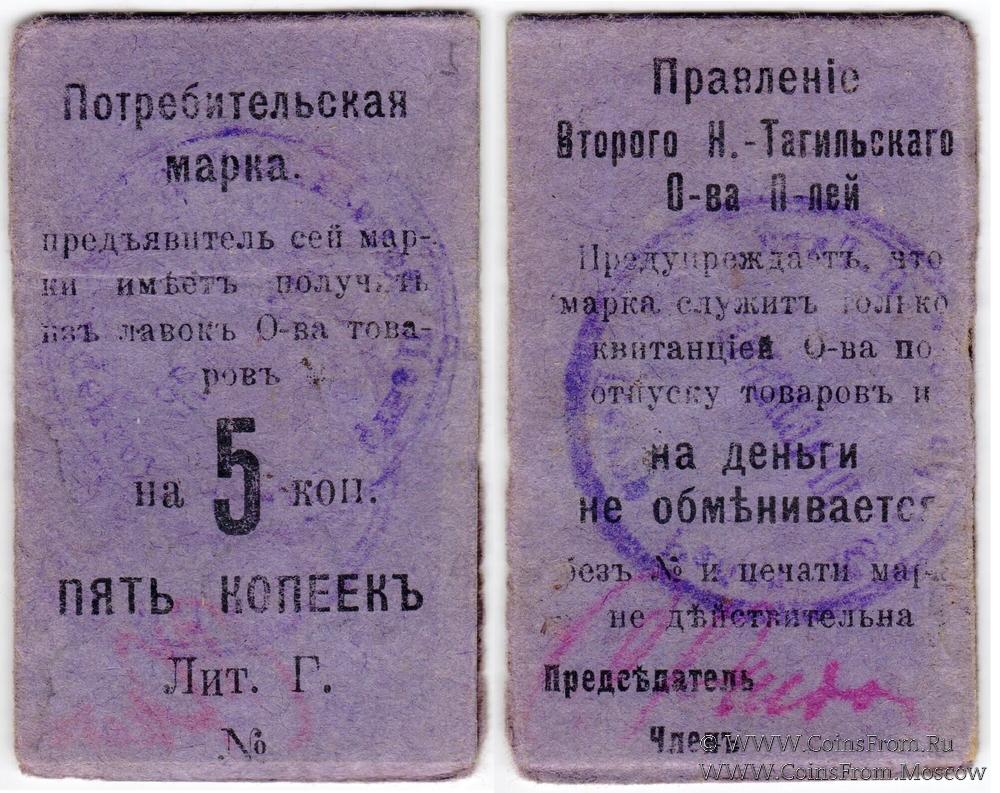 Потребительская
марка.
предъявитель сей мар-
ки имѣетъ получить
изъ лавокъ О-ва това-
ровъ
на 5 коп.
ПЯТЬ КОПЕЕКЪ
Лит. Г.
№
Правленіе
Второго Н.-Тагильскаго
О-ва П-лей
Предупреждаетъ, что
марка служитъ только
квитанціей О-ва по
отпуску товаровъ и
на деньги
не обмѣнивается
безъ № и печати мар-
не дѣйствительна
Предсѣдатель
Членъ
© WWW.CoinsFrom.Ru
WWW.CoinsFrom.Moscow